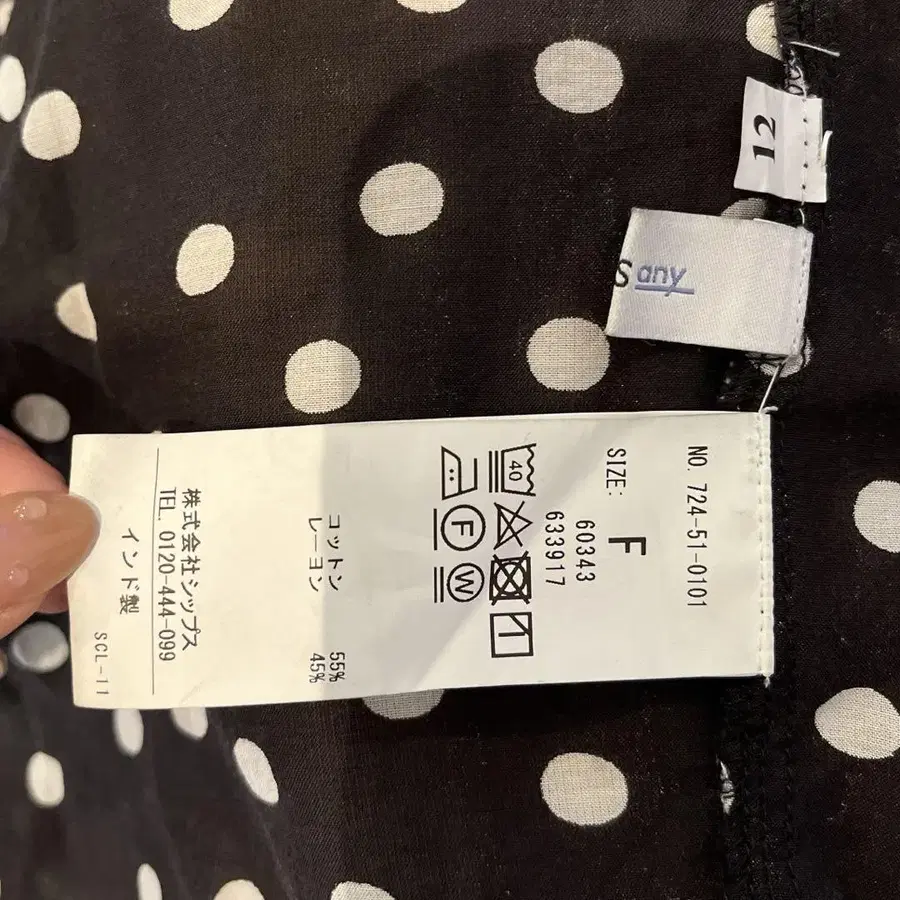 12
S any
NO. 724-51-0101
SIZE:
F
60343
633917
40
F
W
コットン 55%
レーヨン 45%
株式会社シップス
TEL. 0120-444-099
インド製
SCL-11